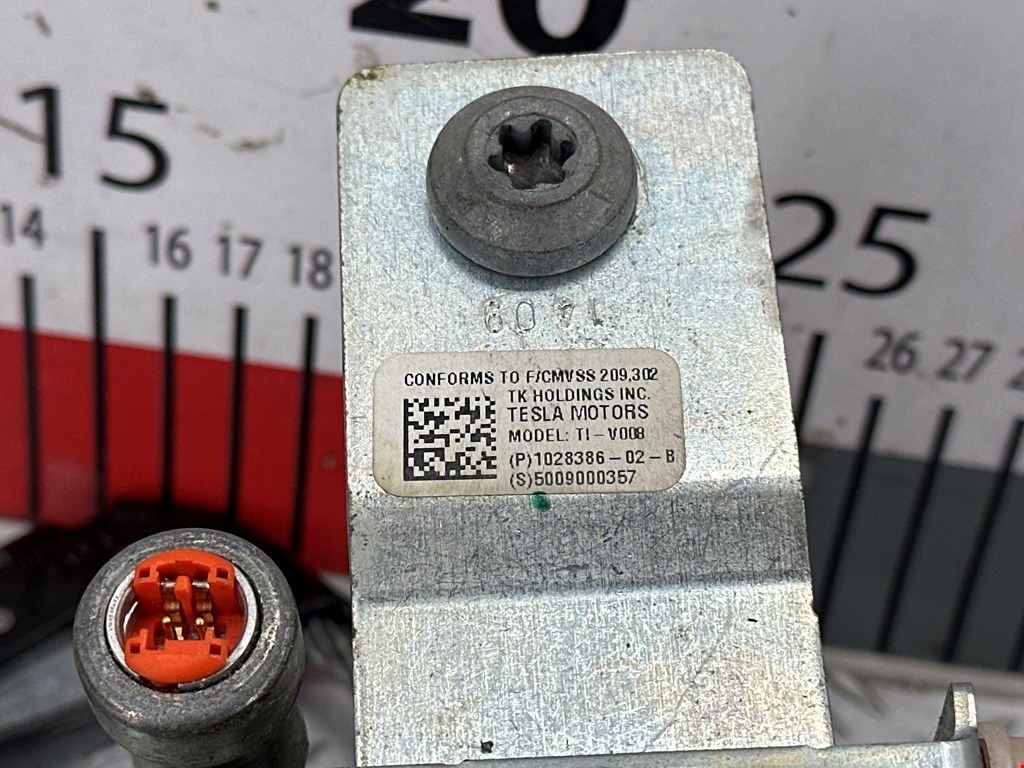 20
15
25
14 16 17 18
26 27
CONFORMS TO F/CMVSS 209,302
TK HOLDINGS INC.
TESLA MOTORS
MODEL: TI-V008
(P)1028386-02-B
(S)5009000357